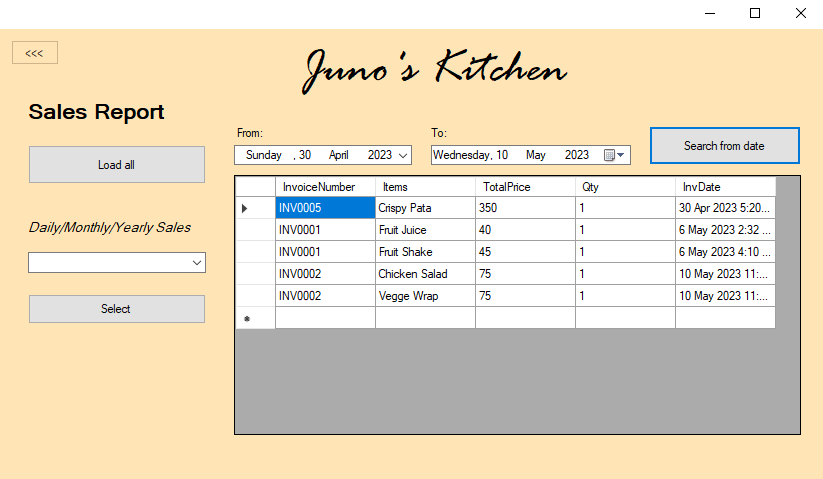 <<<
Juno's Kitchen
Sales Report
From:
To:
Sunday , 30 April 2023
Wednesday, 10 May 2023
Search from date
Load all
InvoiceNumber Items TotalPrice Qty InvDate
INV0005 Crispy Pata 350 1 30 Apr 2023 5:20...
INV0001 Fruit Juice 40 1 6 May 2023 2:32 ...
INV0001 Fruit Shake 45 1 6 May 2023 4:10 ...
INV0002 Chicken Salad 75 1 10 May 2023 11:...
INV0002 Vegge Wrap 75 1 10 May 2023 11:...
Daily/Monthly/Yearly Sales
Select